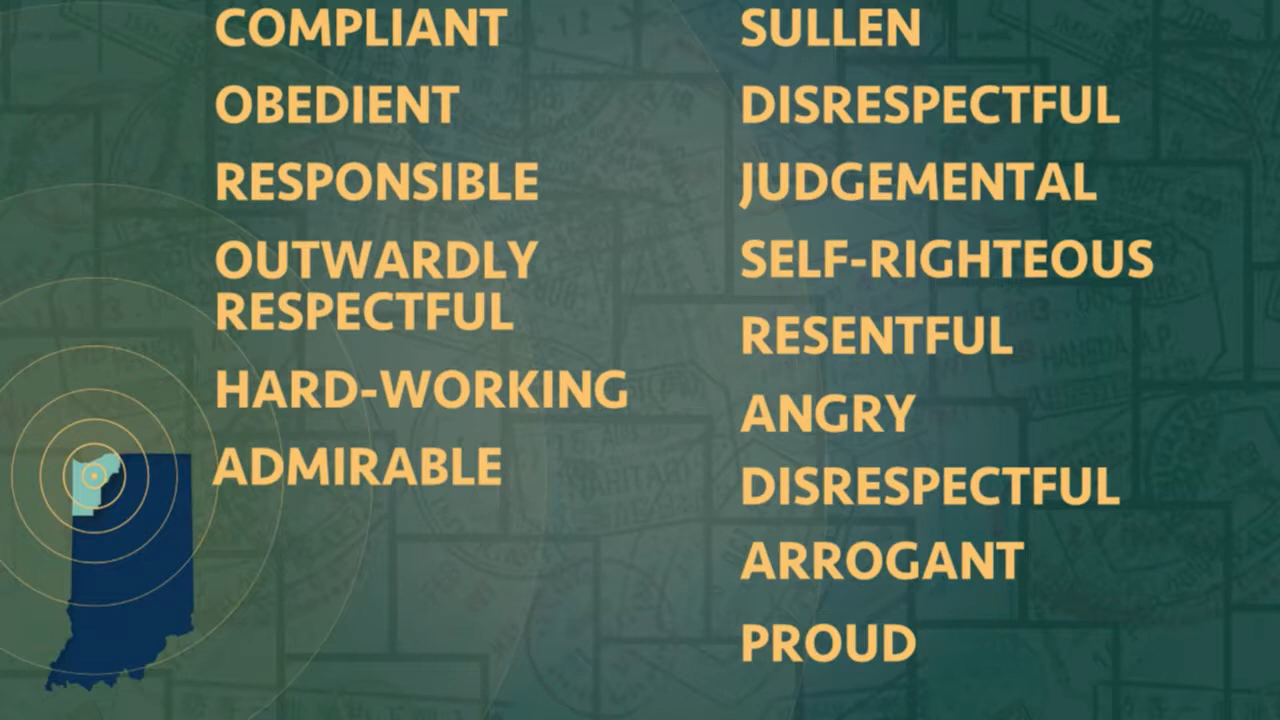 COMPLIANT
OBEDIENT
RESPONSIBLE
OUTWARDLY
RESPECTFUL
HARD-WORKING
ADMIRABLE
SULLEN
DISRESPECTFUL
JUDGEMENTAL
SELF-RIGHTEOUS
RESENTFUL
ANGRY
DISRESPECTFUL
ARROGANT
PROUD